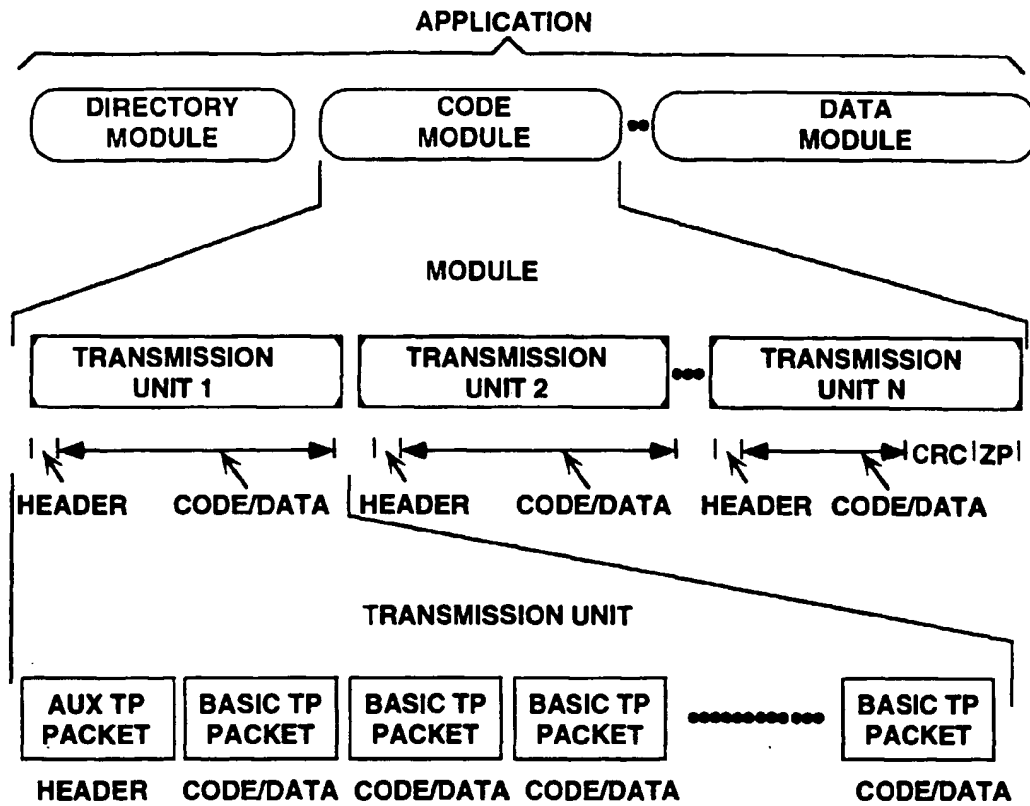 APPLICATION
DIRECTORY MODULE
CODE MODULE
DATA MODULE
MODULE
TRANSMISSION UNIT 1
TRANSMISSION UNIT 2
TRANSMISSION UNIT N
CRC ZP
HEADER CODE/DATA HEADER CODE/DATA HEADER CODE/DATA
TRANSMISSION UNIT
AUX TP PACKET
BASIC TP PACKET
BASIC TP PACKET
BASIC TP PACKET
BASIC TP PACKET
HEADER CODE/DATA CODE/DATA CODE/DATA CODE/DATA